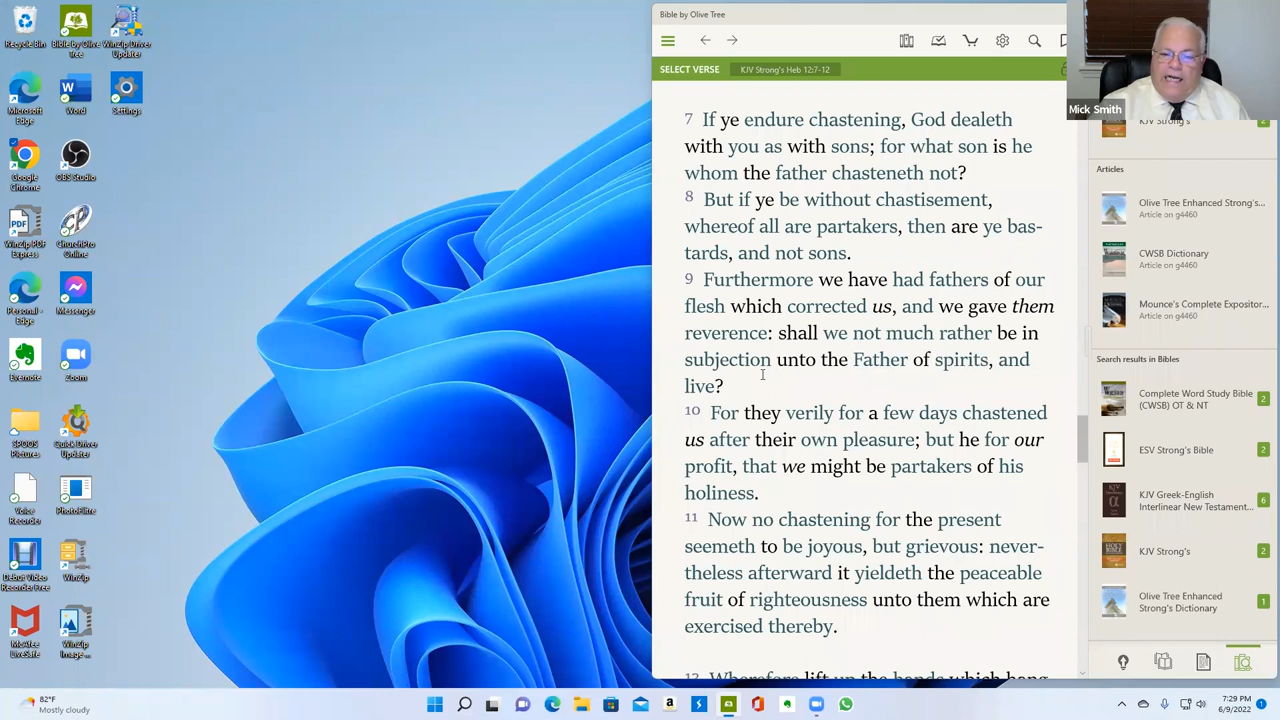 Recycle Bin
Bible by Olive Tree
WinZip Driver Updater
Microsoft Edge
Word
Settings
Google Chrome
OBS Studio
WinZip PDF Express
ChurchPro Online
Personal - Edge
Messenger
Evernote
Zoom
SPOOS Pictures
Quick Driver Updater
Voice Recorder
PhotoFiltre
Debut Video Recorder Free
WinZip
McAfee LiveSafe
WinZip Image ...
Bible by Olive Tree
SELECT VERSE
KJV Strong's Heb 12:7-12
7 If ye endure chastening, God dealeth
with you as with sons; for what son is he
whom the father chasteneth not?
8 But if ye be without chastisement,
whereof all are partakers, then are ye bas-
tards, and not sons.
9 Furthermore we have had fathers of our
flesh which corrected us, and we gave them
reverence: shall we not much rather be in
subjection unto the Father of spirits, and
live?
10 For they verily for a few days chastened
us after their own pleasure; but he for our
profit, that we might be partakers of his
holiness.
11 Now no chastening for the present
seemeth to be joyous, but grievous: never-
theless afterward it yieldeth the peaceable
fruit of righteousness unto them which are
exercised thereby.
12 Wherefore lift up the hands which hang
Mick Smith
KJV Strong's
2
Articles
Olive Tree Enhanced Strong's...
Article on g4460
CWSB Dictionary
Article on g4460
Mounce's Complete Expositor...
Article on g4460
Search results in Bibles
Complete Word Study Bible
(CWSB) OT & NT
2
ESV Strong's Bible
2
KJV Greek-English
Interlinear New Testament...
6
KJV Strong's
2
Olive Tree Enhanced
Strong's Dictionary
1
82°F
Mostly cloudy
7:29 PM
6/9/2022